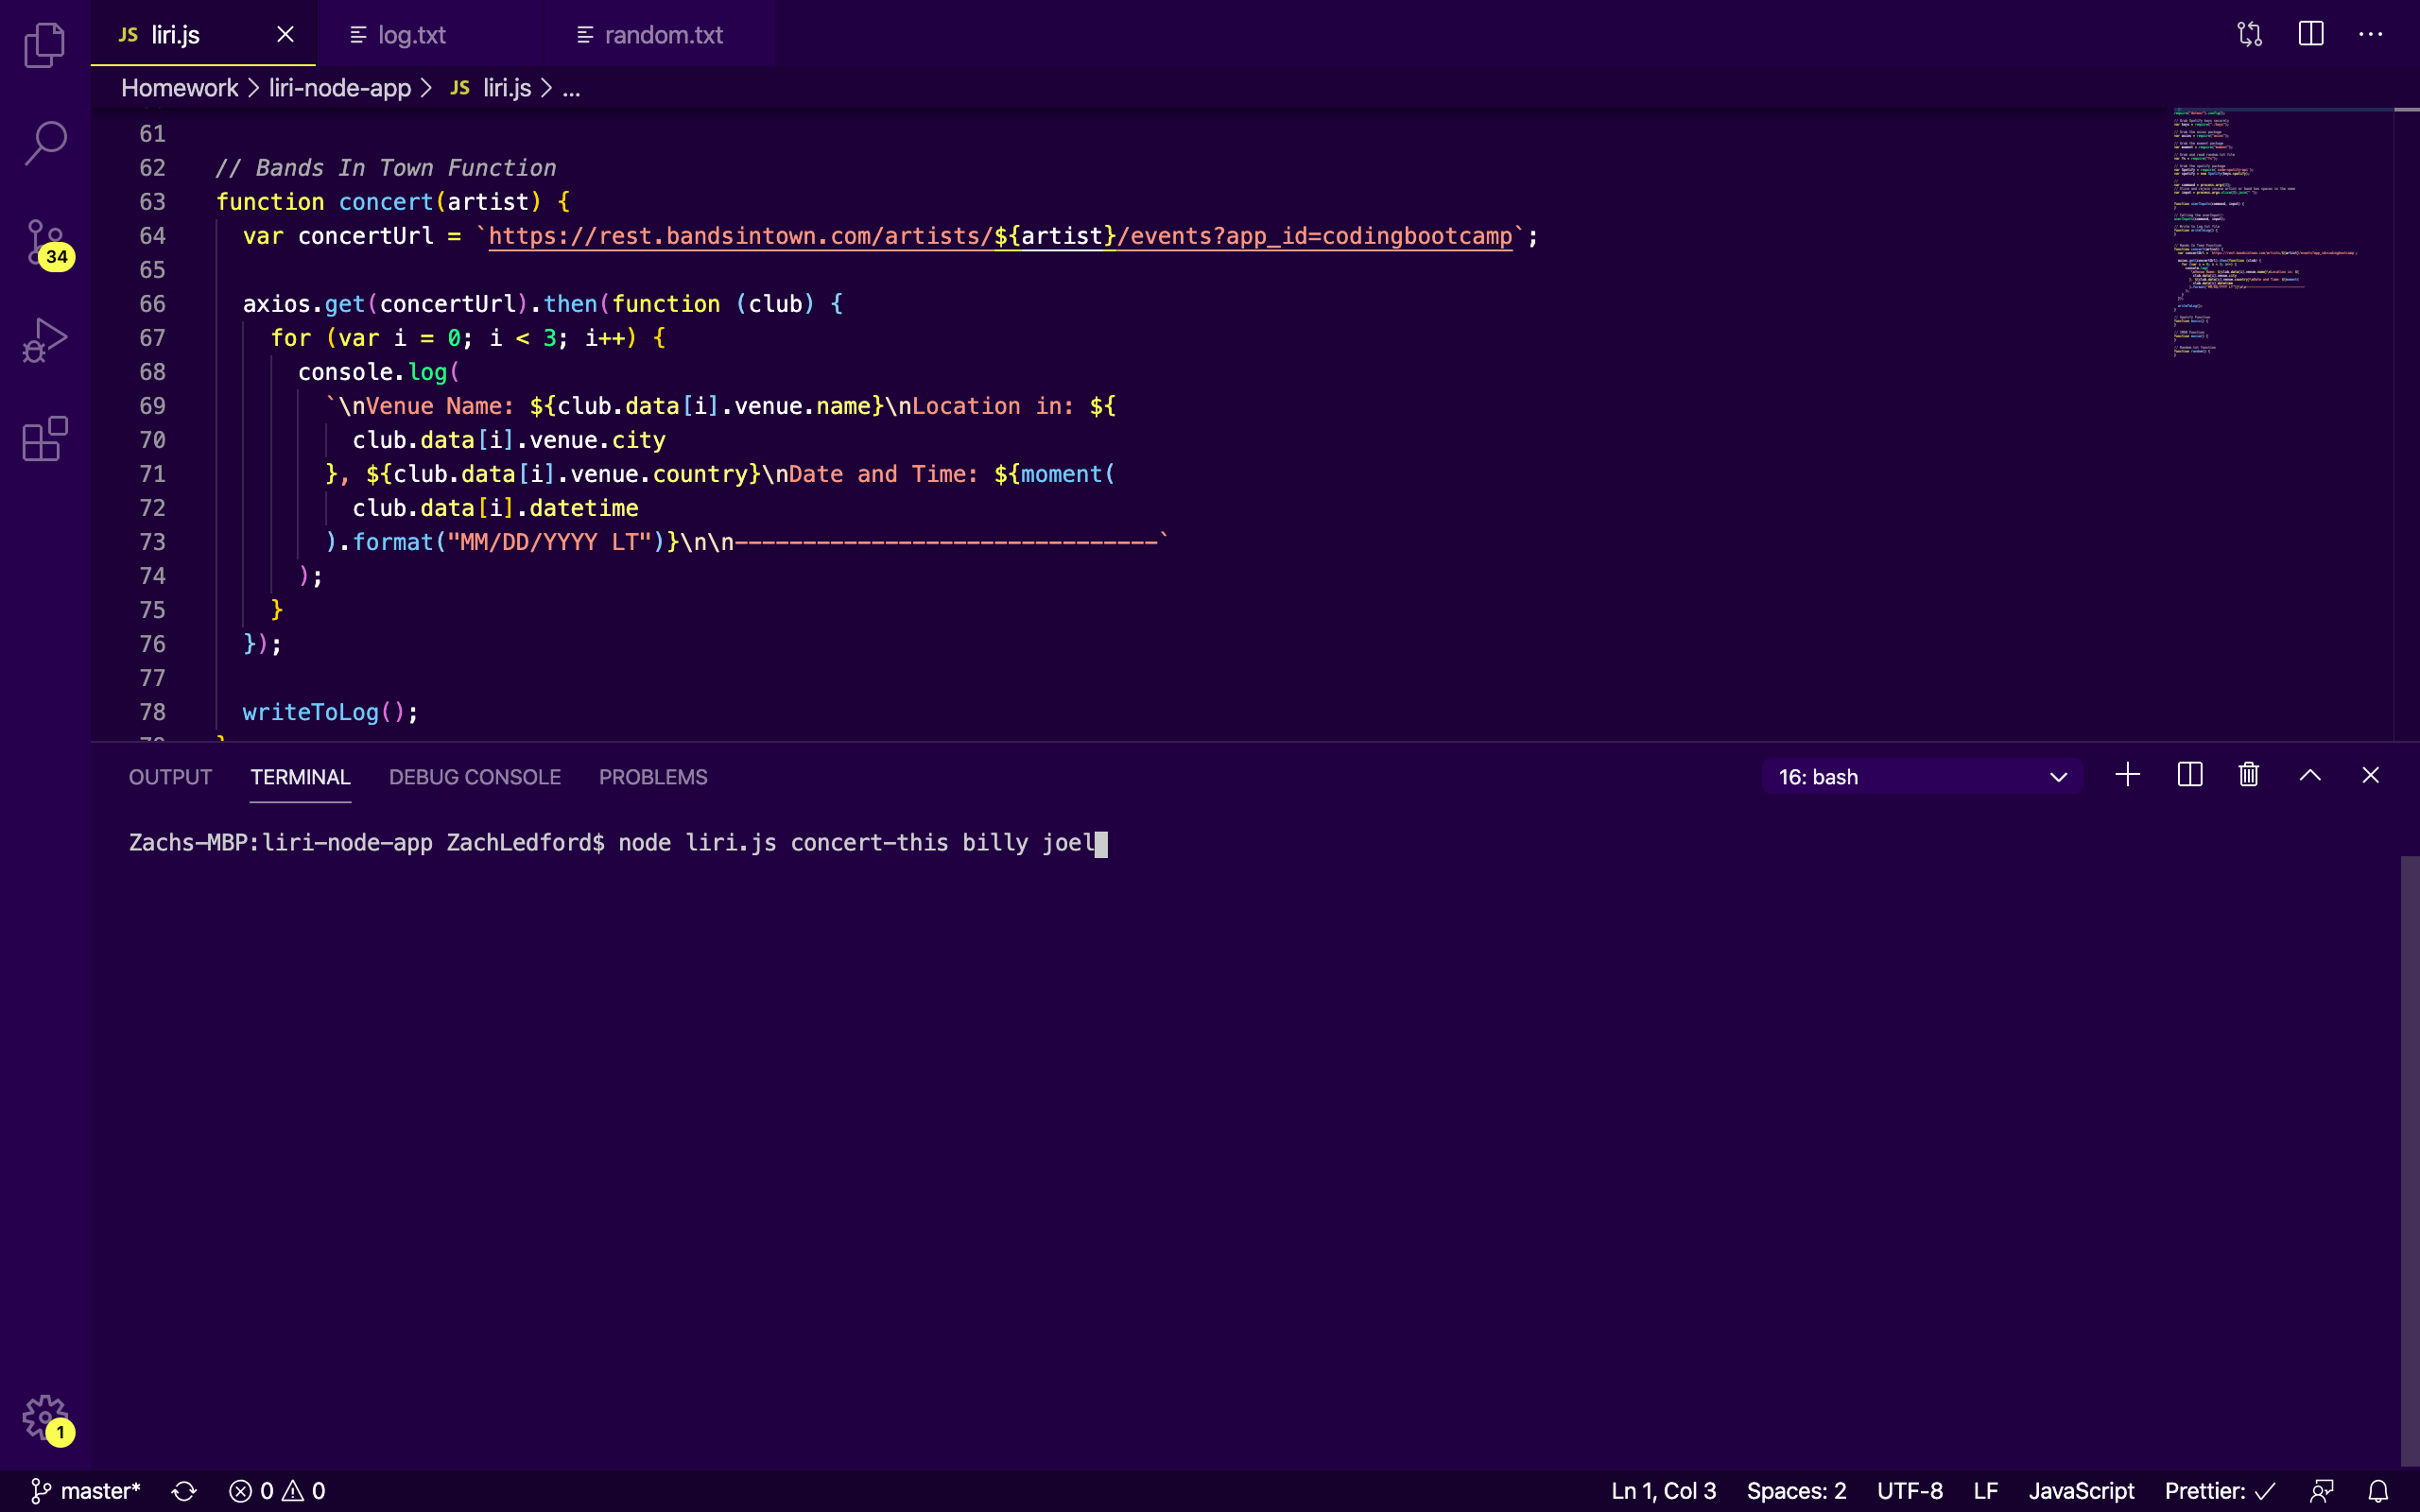 JS liri.js
log.txt
random.txt
Homework > liri-node-app > JS liri.js > ...
61
62 // Bands In Town Function
63 function concert(artist) {
64 var concertUrl = `https://rest.bandsintown.com/artists/${artist}/events?app_id=codingbootcamp`;
65
66 axios.get(concertUrl).then(function (club) {
67 for (var i = 0; i < 3; i++) {
68 console.log(
69 `\nVenue Name: ${club.data[i].venue.name}\nLocation in: ${
70 club.data[i].venue.city
71 }, ${club.data[i].venue.country}\nDate and Time: ${moment(
72 club.data[i].datetime
73 ).format("MM/DD/YYYY LT")}\n\n-------------------------------`
74 );
75 }
76 });
77
78 writeToLog();
34
OUTPUT TERMINAL DEBUG CONSOLE PROBLEMS
16: bash
Zachs-MBP:liri-node-app ZachLedford$ node liri.js concert-this billy joel
1
master* 0 0 Ln 1, Col 3 Spaces: 2 UTF-8 LF JavaScript Prettier: ✓